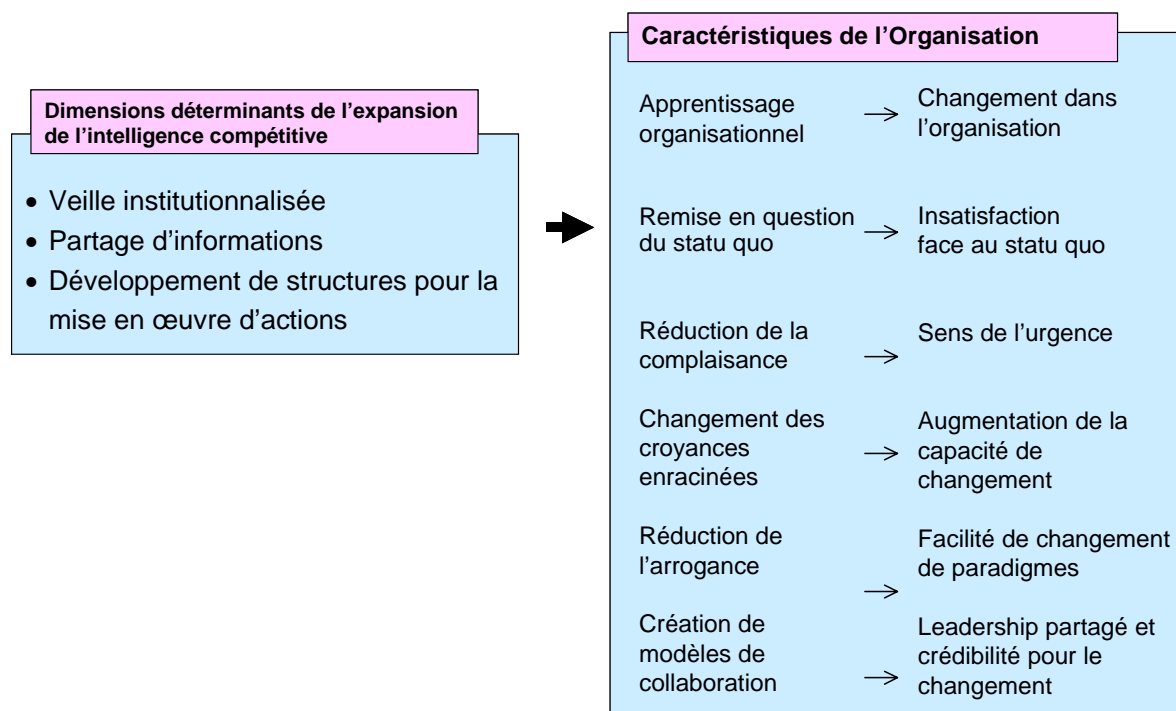 Dimensions déterminants de l’expansion
de l’intelligence compétitive
• Veille institutionnalisée
• Partage d’informations
• Développement de structures pour la
mise en œuvre d’actions
Caractéristiques de l’Organisation
Apprentissage
organisationnel
Changement dans
l’organisation
Remise en question
du statu quo
Insatisfaction
face au statu quo
Réduction de la
complaisance
Sens de l’urgence
Changement des
croyances
enracinées
Augmentation de la
capacité de
changement
Réduction de
l’arrogance
Facilité de changement
de paradigmes
Création de
modèles de
collaboration
Leadership partagé et
crédibilité pour le
changement